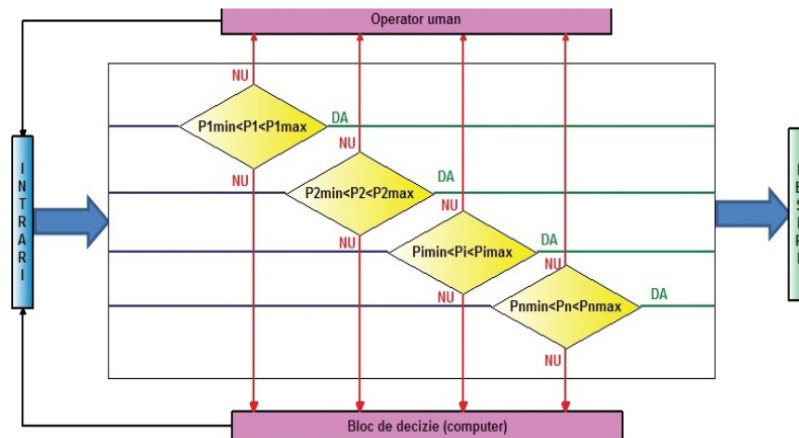 Operator uman
NU
P1min<P1<P1max
DA
NU
NU
P2min<P2<P2max
DA
NU
NU
Pimin<Pi<Pimax
DA
NU
NU
Pnmin<Pn<Pnmax
DA
NU
INTRARI
Bloc de decizie (computer)